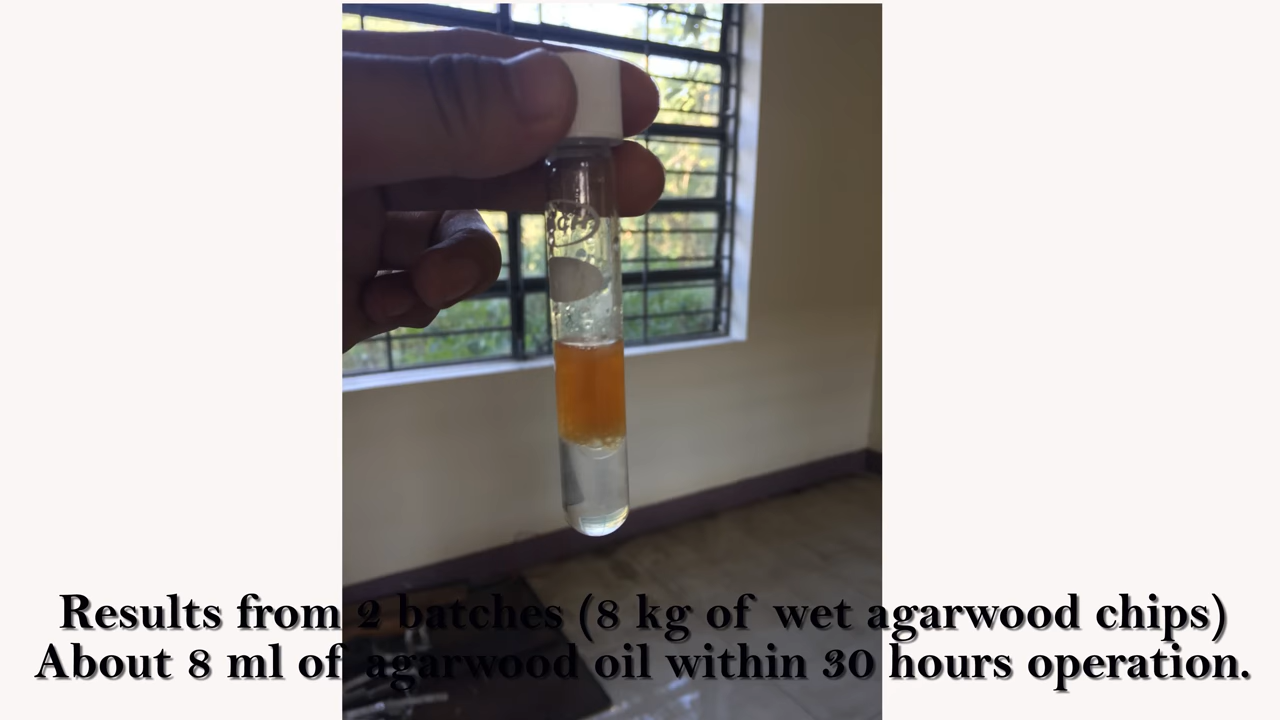 Results from 2 batches (8 kg of wet agarwood chips)
About 8 ml of agarwood oil within 30 hours operation.